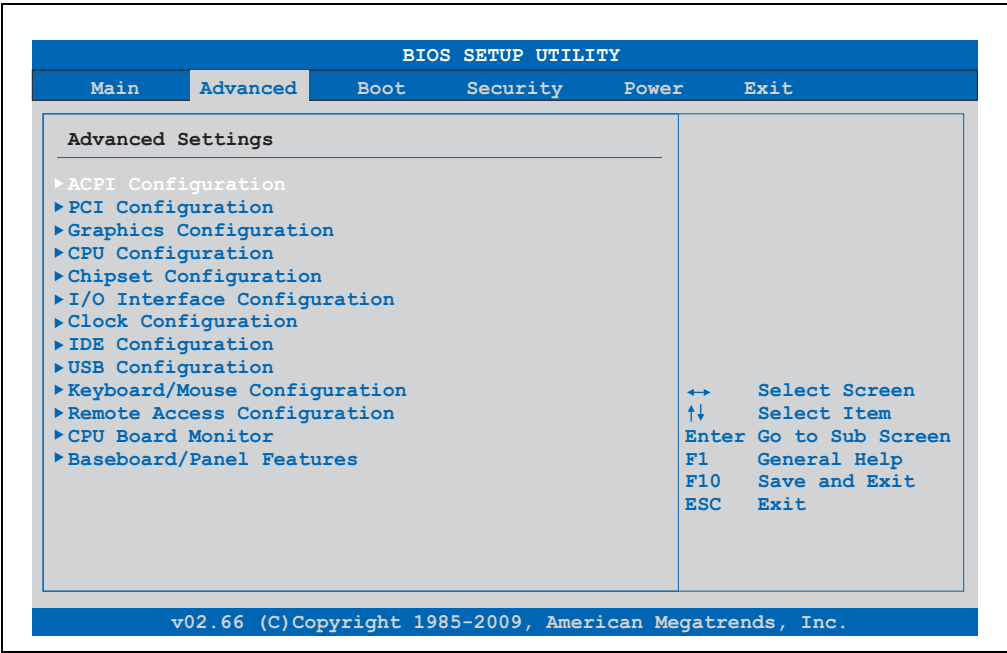 BIOS SETUP UTILITY
Main Advanced Boot Security Power Exit
Advanced Settings
ACPI Configuration
PCI Configuration
Graphics Configuration
CPU Configuration
Chipset Configuration
I/O Interface Configuration
Clock Configuration
IDE Configuration
USB Configuration
Keyboard/Mouse Configuration
Remote Access Configuration
CPU Board Monitor
Baseboard/Panel Features
↔ Select Screen
↑↓ Select Item
Enter Go to Sub Screen
F1 General Help
F10 Save and Exit
ESC Exit
v02.66 (C)Copyright 1985-2009, American Megatrends, Inc.